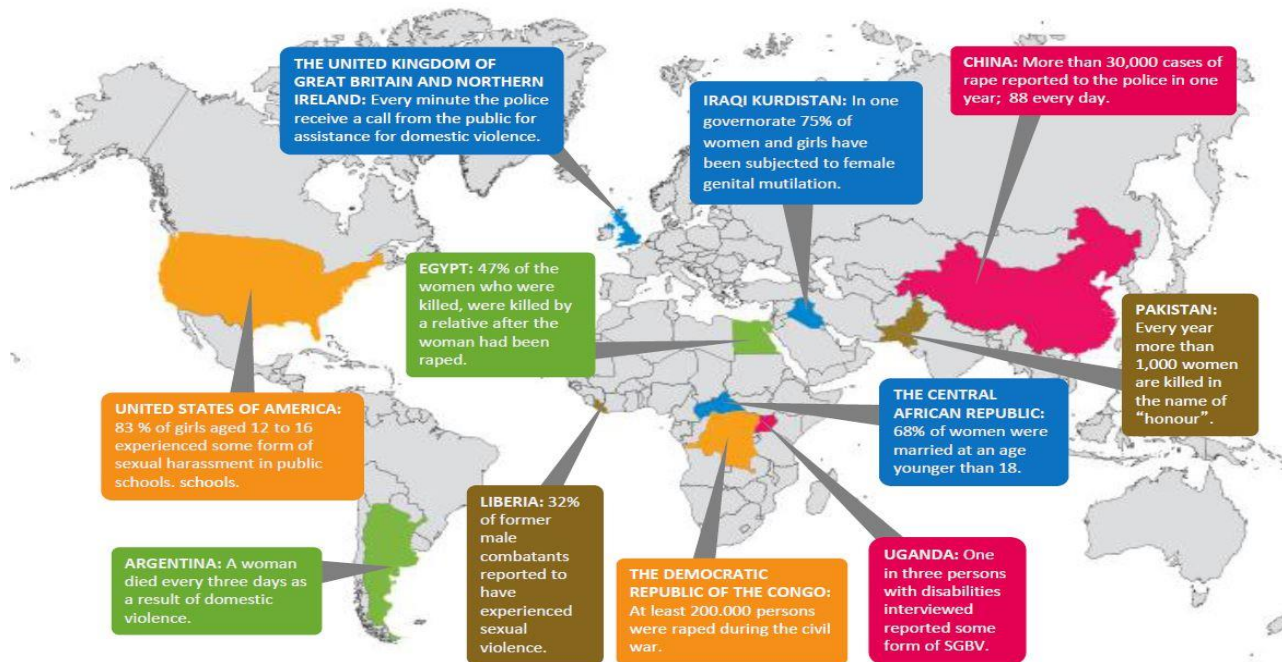 THE UNITED KINGDOM OF
GREAT BRITAIN AND NORTHERN
IRELAND: Every minute the police
receive a call from the public for
assistance for domestic violence.
IRAQI KURDISTAN: In one
governorate 75% of
women and girls have
been subjected to female
genital mutilation.
CHINA: More than 30,000 cases of
rape reported to the police in one
year; 88 every day.
EGYPT: 47% of the
women who were
killed, were killed by
a relative after the
woman had been
raped.
PAKISTAN:
Every year
more than
1,000 women
are killed in
the name of
“honour”.
UNITED STATES OF AMERICA:
83 % of girls aged 12 to 16
experienced some form of
sexual harassment in public
schools. schools.
THE CENTRAL
AFRICAN REPUBLIC:
68% of women were
married at an age
younger than 18.
LIBERIA: 32%
of former
male
combatants
reported to
have
experienced
sexual
violence.
ARGENTINA: A woman
died every three days as
a result of domestic
violence.
THE DEMOCRATIC
REPUBLIC OF THE CONGO:
At least 200.000 persons
were raped during the civil
war.
UGANDA: One
in three persons
with disabilities
interviewed
reported some
form of SGBV.